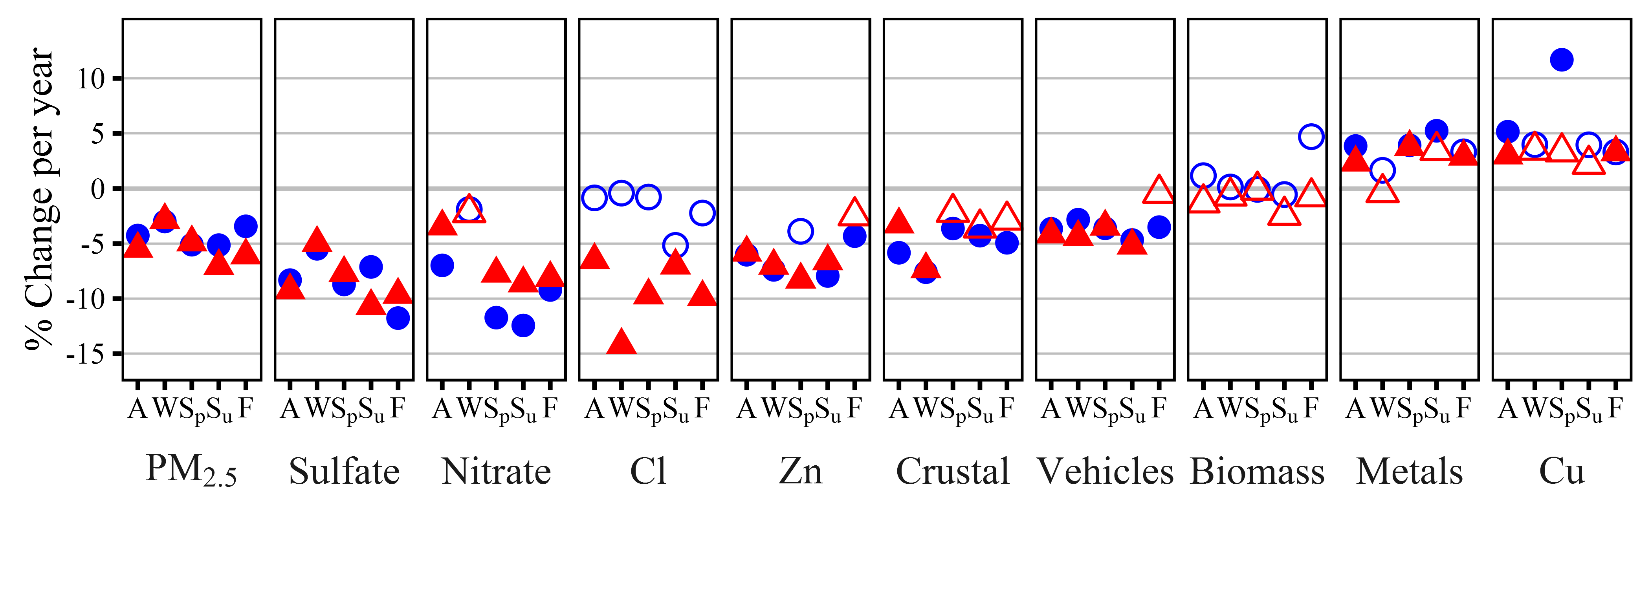 % Change per year
10
5
0
-5
-10
-15
A W Sp Su F A W Sp Su F A W Sp Su F A W Sp Su F A W Sp Su F A W Sp Su F A W Sp Su F A W Sp Su F A W Sp Su F A W Sp Su F
PM2.5 Sulfate Nitrate Cl Zn Crustal Vehicles Biomass Metals Cu